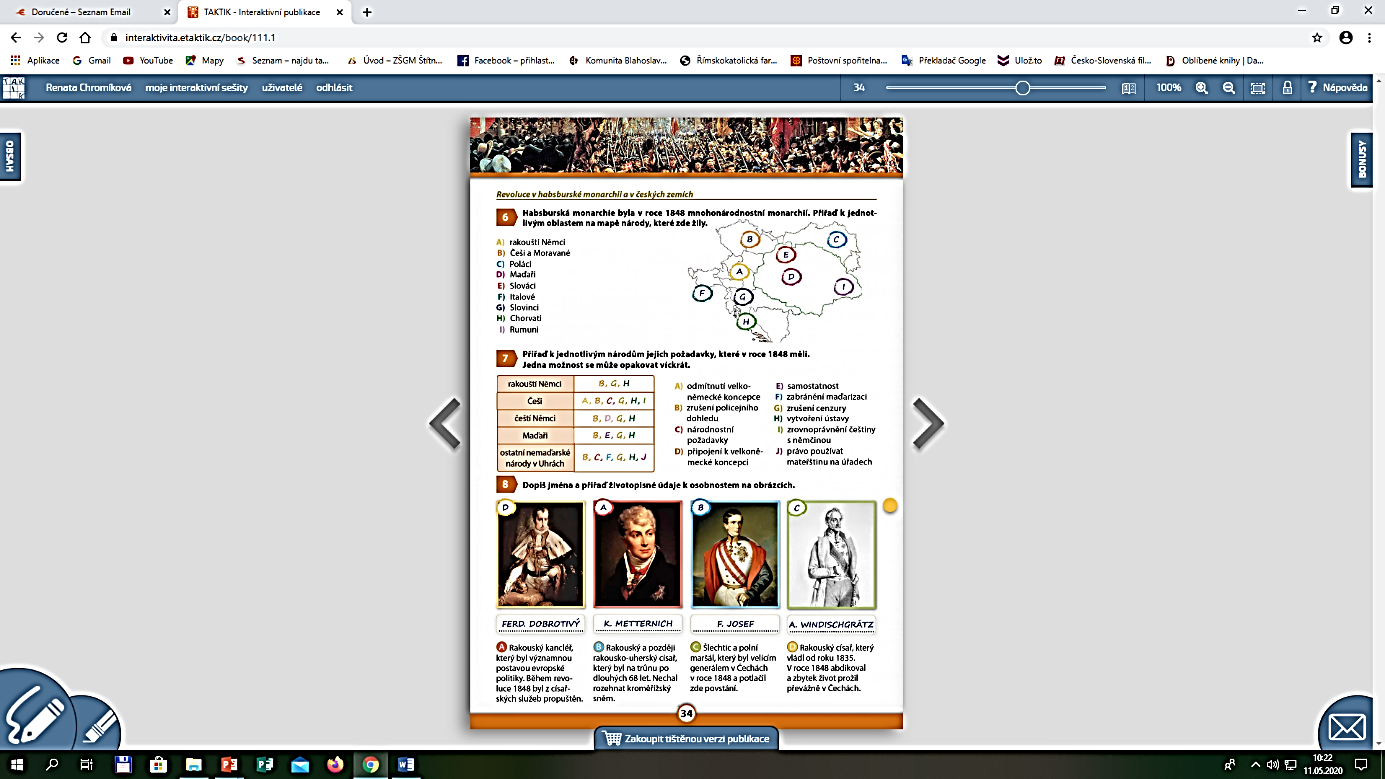 Doručené – Seznam Email
TAKTIK - Interaktivní publikace
interaktivita.etaktik.cz/book/111.1
Aplikace Gmail YouTube Mapy Seznam – najdu ta... Úvod – ZŠGM Štítn... Facebook – přihlast... Komunita Blahoslav... Římskokatolická far... Poštovní spořitelna... Překladač Google Ulož.to Česko-Slovenská fil... Oblíbené knihy | Da...
TAKTIK Renata Chromíková moje interaktivní sešity uživatelé odhlásit 34 100% ? Nápověda
OBSAH
BONUSY
Revoluce v habsburské monarchii a v českých zemích
6 Habsburská monarchie byla v roce 1848 mnohonárodnostní monarchií. Přiřaď k jednot-
livým oblastem na mapě národy, které zde žily.
A) rakouští Němci
B) Češi a Moravané
C) Poláci
D) Maďaři
E) Slováci
F) Italové
G) Slovinci
H) Chorvati
I) Rumuni
B C
E
A D
F G I
H
7 Přiřaď k jednotlivým národům jejich požadavky, které v roce 1848 měli.
Jedna možnost se může opakovat víckrát.
rakouští Němci B, G, H
Češi A, B, C, G, H, I
čeští Němci B, D, G, H
Maďaři B, E, G, H
ostatní nemaďarské
národy v Uhrách B, C, F, G, H, J
A) odmítnutí velko-
německé koncepce
B) zrušení policejního
dohledu
C) národnostní
požadavky
D) připojení k velkoně-
mecké koncepci
E) samostatnost
F) zabránění maďarizaci
G) zrušení cenzury
H) vytvoření ústavy
I) zrovnoprávnění češtiny
s němčinou
J) právo používat
mateřštinu na úřadech
8 Dopiš jména a přiřaď životopisné údaje k osobnostem na obrázcích.
D A B C
FERD. DOBROTIVÝ K. METTERNICH F. JOSEF A. WINDISCHGRÄTZ
A Rakouský kancléř,
který byl významnou
postavou evropské
politiky. Během revo-
luce 1848 byl z císař-
ských služeb propuštěn.
B Rakouský a později
rakousko-uherský císař,
který byl na trůnu po
dlouhých 68 let. Nechal
rozehnat kroměřížský
sněm.
C Šlechtic a polní
maršál, který byl velícím
generálem v Čechách
v roce 1848 a potlačil
zde povstání.
D Rakouský císař, který
vládl od roku 1835.
V roce 1848 abdikoval
a zbytek život prožil
převážně v Čechách.
34
Zakoupit tištěnou verzi publikace
10:22
11.05.2020